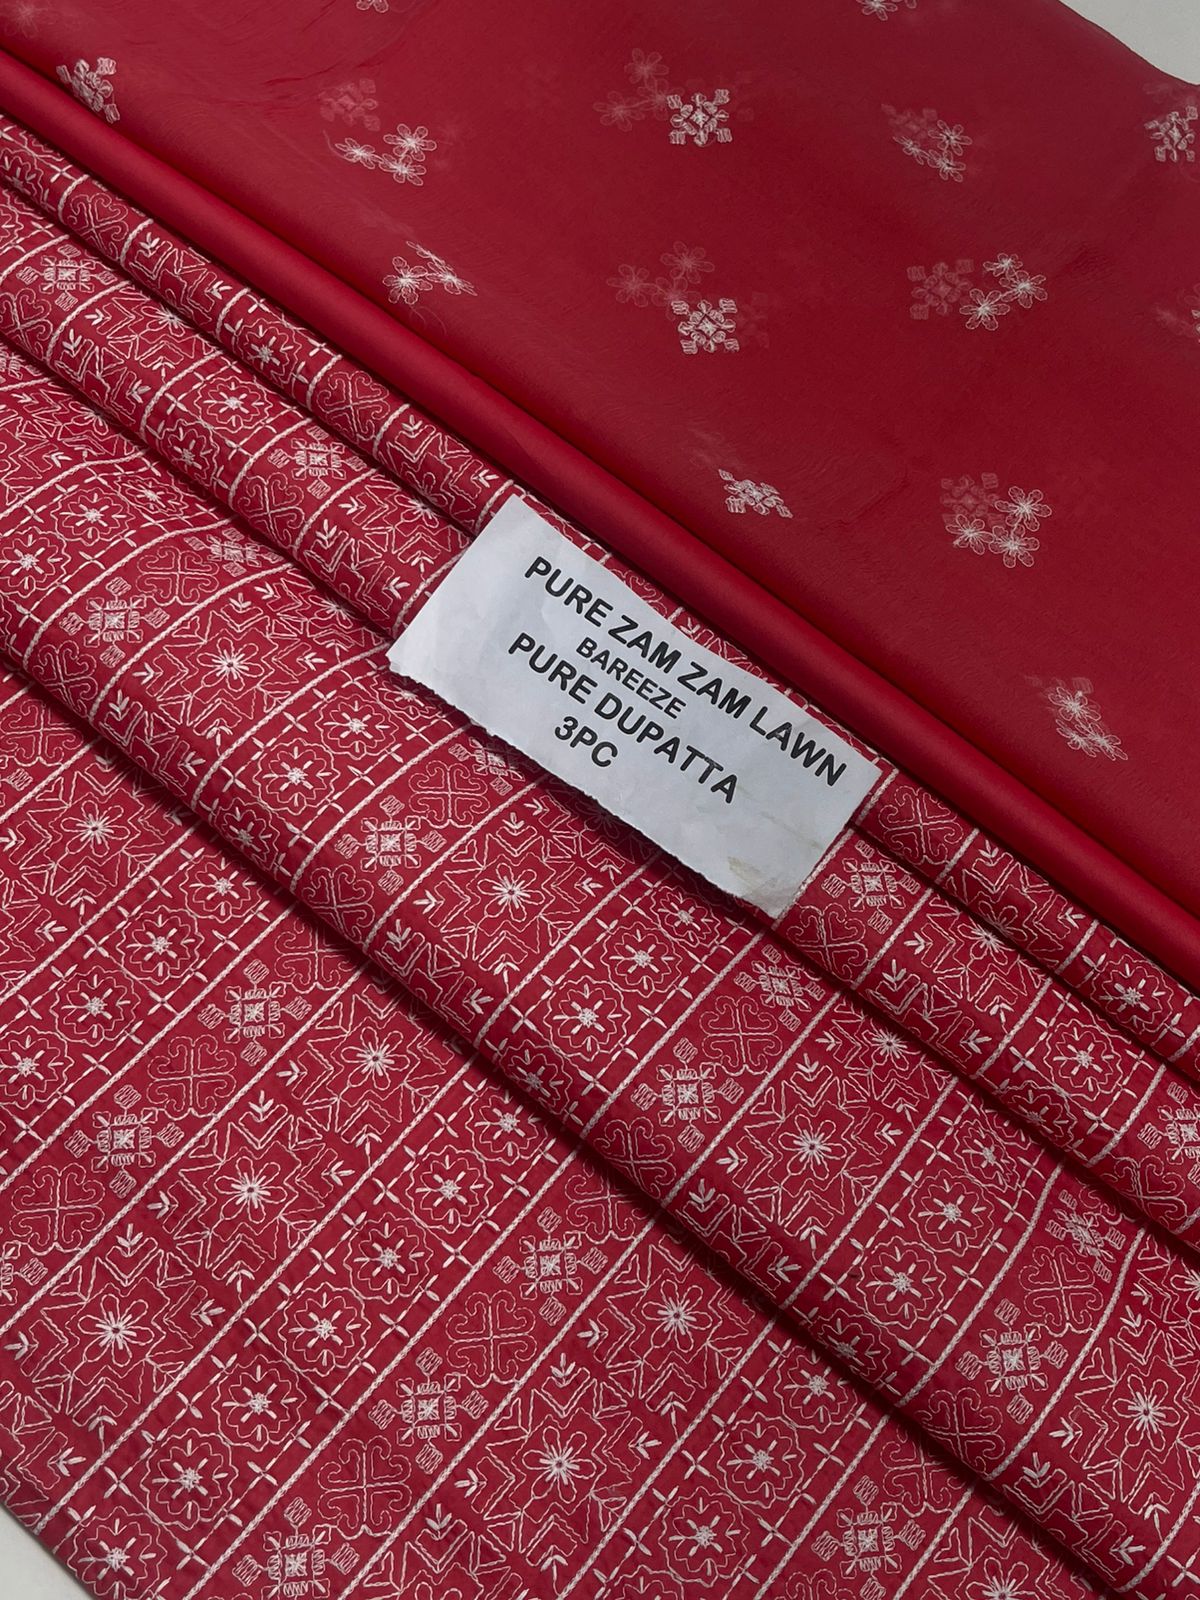 PURE ZAM ZAM LAWN
BAREEZE
PURE DUPATTA
3PC